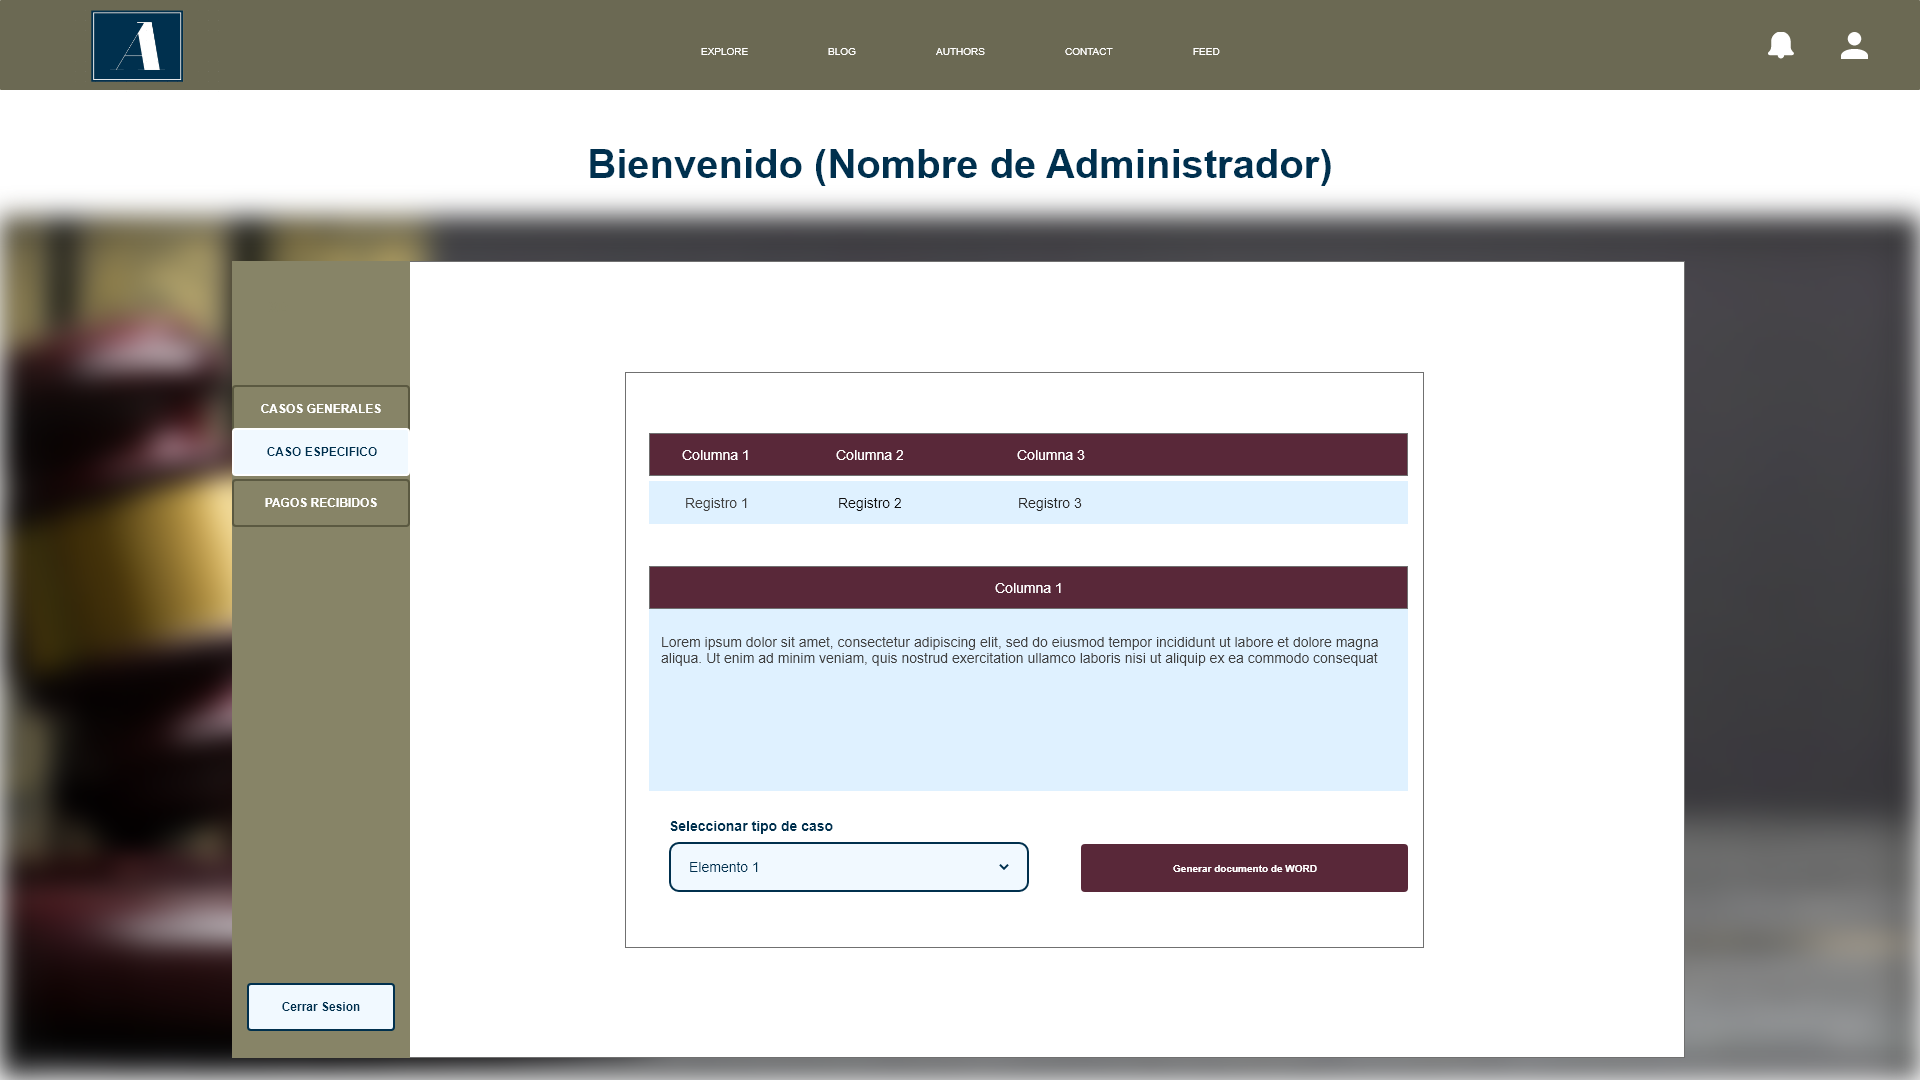 A
EXPLORE BLOG AUTHORS CONTACT FEED
Bienvenido (Nombre de Administrador)
CASOS GENERALES
CASO ESPECIFICO
PAGOS RECIBIDOS
Cerrar Sesion
Columna 1 Columna 2 Columna 3
Registro 1 Registro 2 Registro 3
Columna 1
Lorem ipsum dolor sit amet, consectetur adipiscing elit, sed do eiusmod tempor incididunt ut labore et dolore magna
aliqua. Ut enim ad minim veniam, quis nostrud exercitation ullamco laboris nisi ut aliquip ex ea commodo consequat
Seleccionar tipo de caso
Elemento 1
Generar documento de WORD